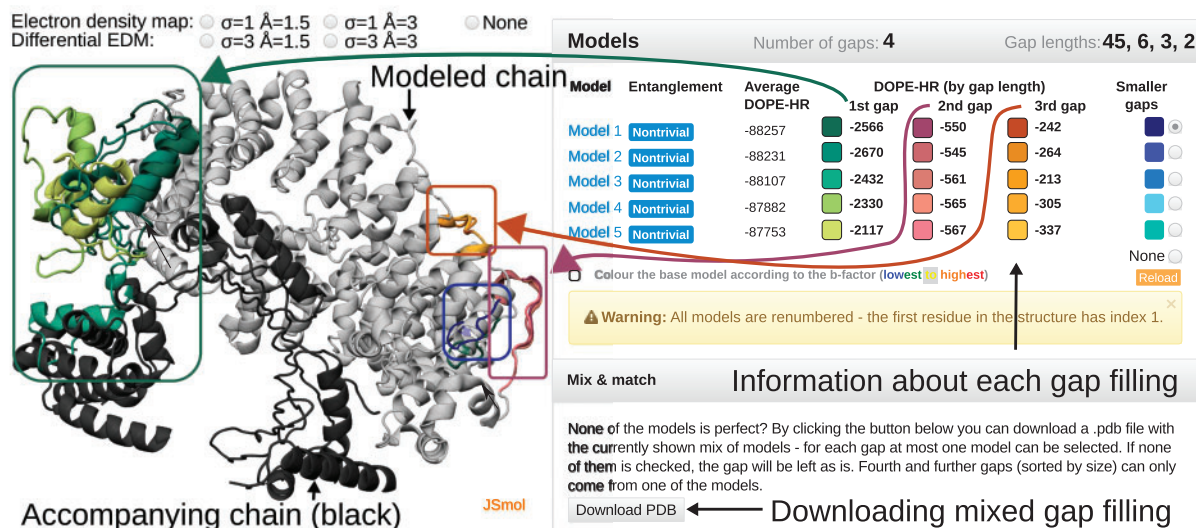 Electron density map: σ=1 Å=1.5 σ=1 Å=3 None
Differential EDM: σ=3 Å=1.5 σ=3 Å=3
Modeled chain
Accompanying chain (black)
JSmol
Models Number of gaps: 4 Gap lengths: 45, 6, 3, 2
Model Entanglement Average DOPE-HR (by gap length) Smaller
DOPE-HR 1st gap 2nd gap 3rd gap gaps
Model 1 Nontrivial -88257 -2566 -550 -242
Model 2 Nontrivial -88231 -2670 -545 -264
Model 3 Nontrivial -88107 -2432 -561 -213
Model 4 Nontrivial -87882 -2330 -565 -305
Model 5 Nontrivial -87753 -2117 -567 -337
None
Colour the base model according to the b-factor (lowest to highest) Reload
Warning: All models are renumbered - the first residue in the structure has index 1. ×
Mix & match Information about each gap filling
None of the models is perfect? By clicking the button below you can download a .pdb file with
the currently shown mix of models - for each gap at most one model can be selected. If none
of them is checked, the gap will be left as is. Fourth and further gaps (sorted by size) can only
come from one of the models.
Download PDB Downloading mixed gap filling